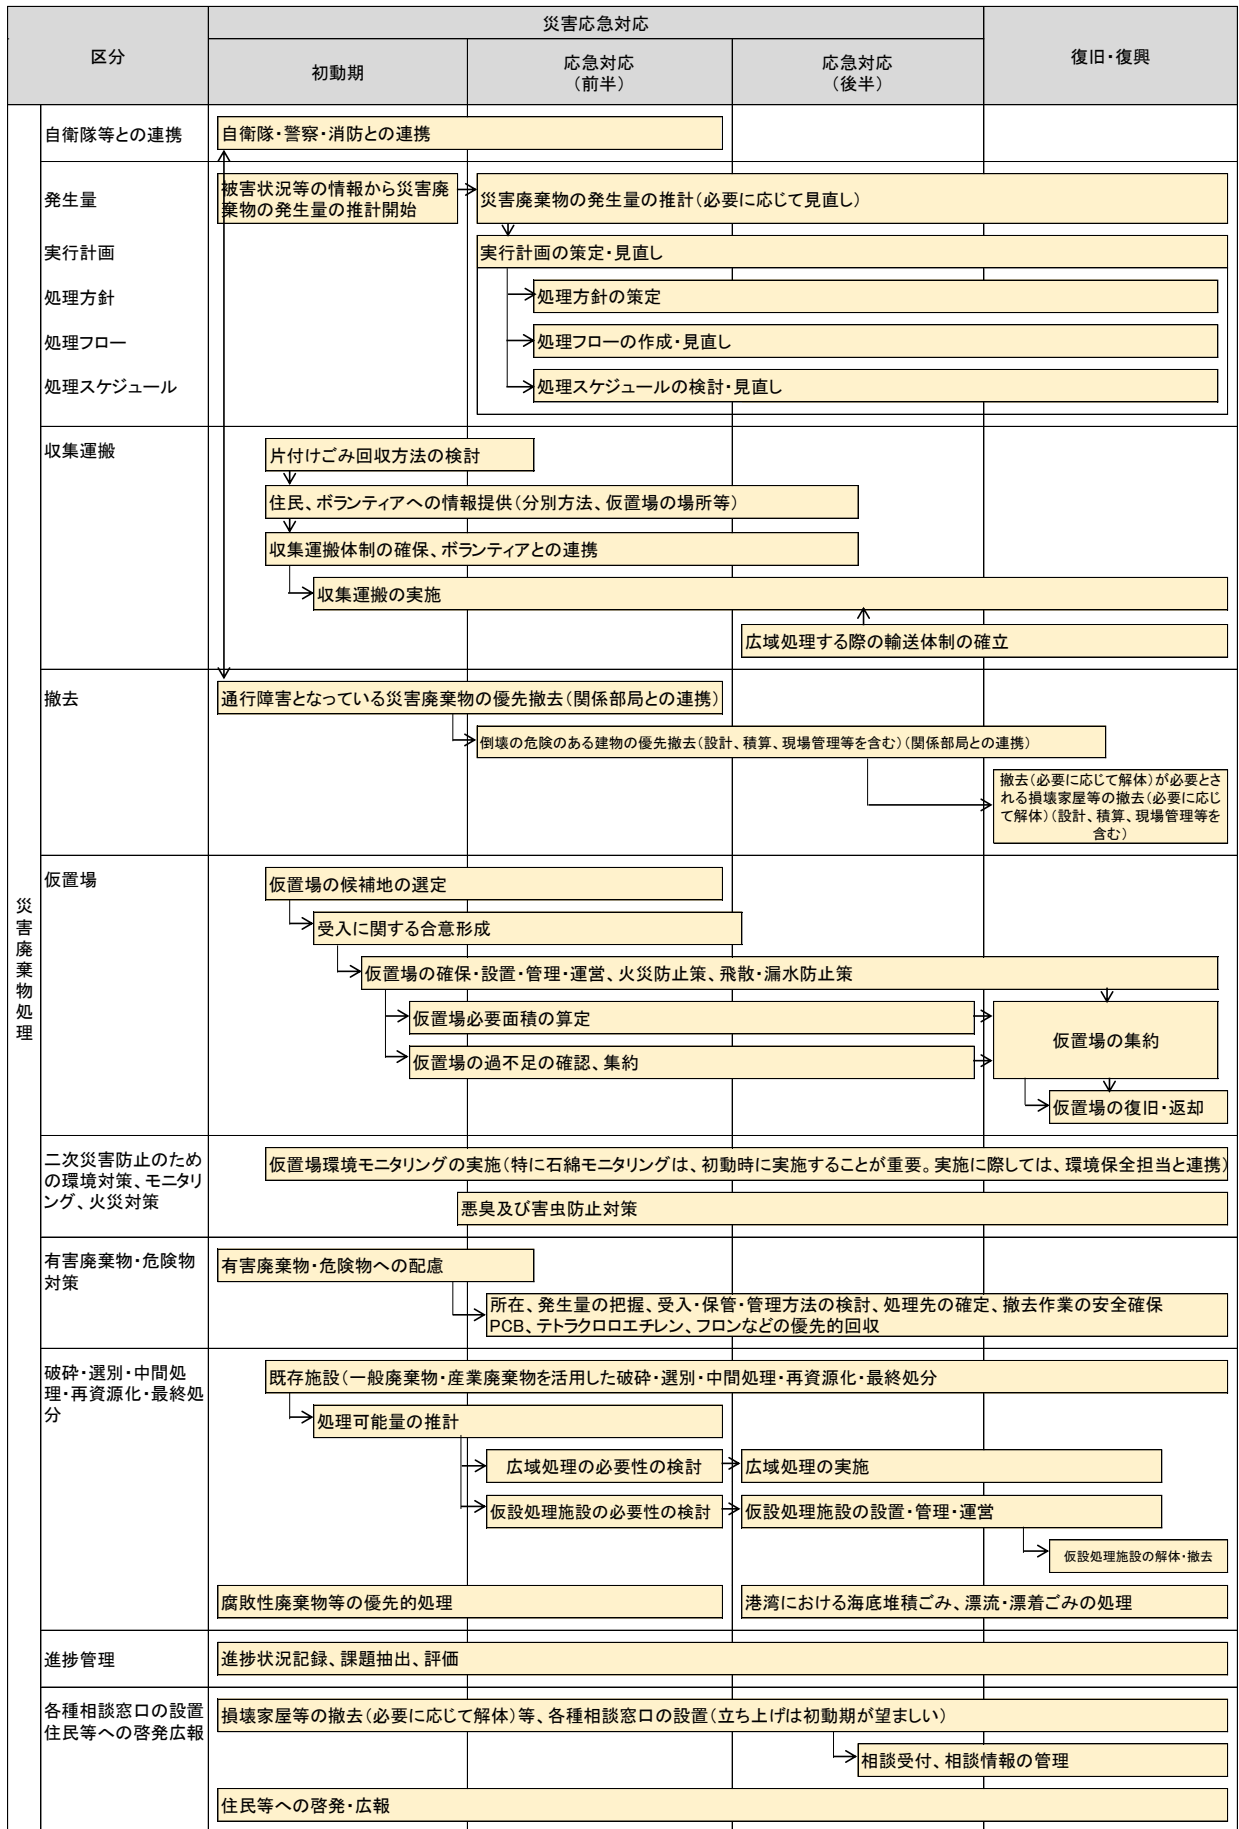 区分
災害応急対応
復旧・復興
初動期
応急対応
（前半）
応急対応
（後半）
災害廃棄物処理
自衛隊等との連携
自衛隊・警察・消防との連携
発生量
被害状況等の情報から災害廃
棄物の発生量の推計開始
災害廃棄物の発生量の推計（必要に応じて見直し）
実行計画
実行計画の策定・見直し
処理方針
処理方針の策定
処理フロー
処理フローの作成・見直し
処理スケジュール
処理スケジュールの検討・見直し
収集運搬
片付けごみ回収方法の検討
住民、ボランティアへの情報提供（分別方法、仮置場の場所等）
収集運搬体制の確保、ボランティアとの連携
収集運搬の実施
広域処理する際の輸送体制の確立
撤去
通行障害となっている災害廃棄物の優先撤去（関係部局との連携）
倒壊の危険のある建物の優先撤去（設計、積算、現場管理等を含む）（関係部局との連携）
撤去（必要に応じて解体）が必要とさ
れる損壊家屋等の撤去（必要に応じ
て解体）（設計、積算、現場管理等を
含む）
仮置場
仮置場の候補地の選定
受入に関する合意形成
仮置場の確保・設置・管理・運営、火災防止策、飛散・漏水防止策
仮置場必要面積の算定
仮置場の過不足の確認、集約
仮置場の集約
仮置場の復旧・返却
二次災害防止のため
の環境対策、モニタリ
ング、火災対策
仮置場環境モニタリングの実施（特に石綿モニタリングは、初動時に実施することが重要。実施に際しては、環境保全担当と連携）
悪臭及び害虫防止対策
有害廃棄物・危険物
対策
有害廃棄物・危険物への配慮
所在、発生量の把握、受入・保管・管理方法の検討、処理先の確定、撤去作業の安全確保
PCB、テトラクロロエチレン、フロンなどの優先的回収
破砕・選別・中間処
理・再資源化・最終処
分
既存施設（一般廃棄物・産業廃棄物を活用した破砕・選別・中間処理・再資源化・最終処分
処理可能量の推計
広域処理の必要性の検討
広域処理の実施
仮設処理施設の必要性の検討
仮設処理施設の設置・管理・運営
仮設処理施設の解体・撤去
腐敗性廃棄物等の優先的処理
港湾における海底堆積ごみ、漂流・漂着ごみの処理
進捗管理
進捗状況記録、課題抽出、評価
各種相談窓口の設置
住民等への啓発広報
損壊家屋等の撤去（必要に応じて解体）等、各種相談窓口の設置（立ち上げは初動期が望ましい）
相談受付、相談情報の管理
住民等への啓発・広報